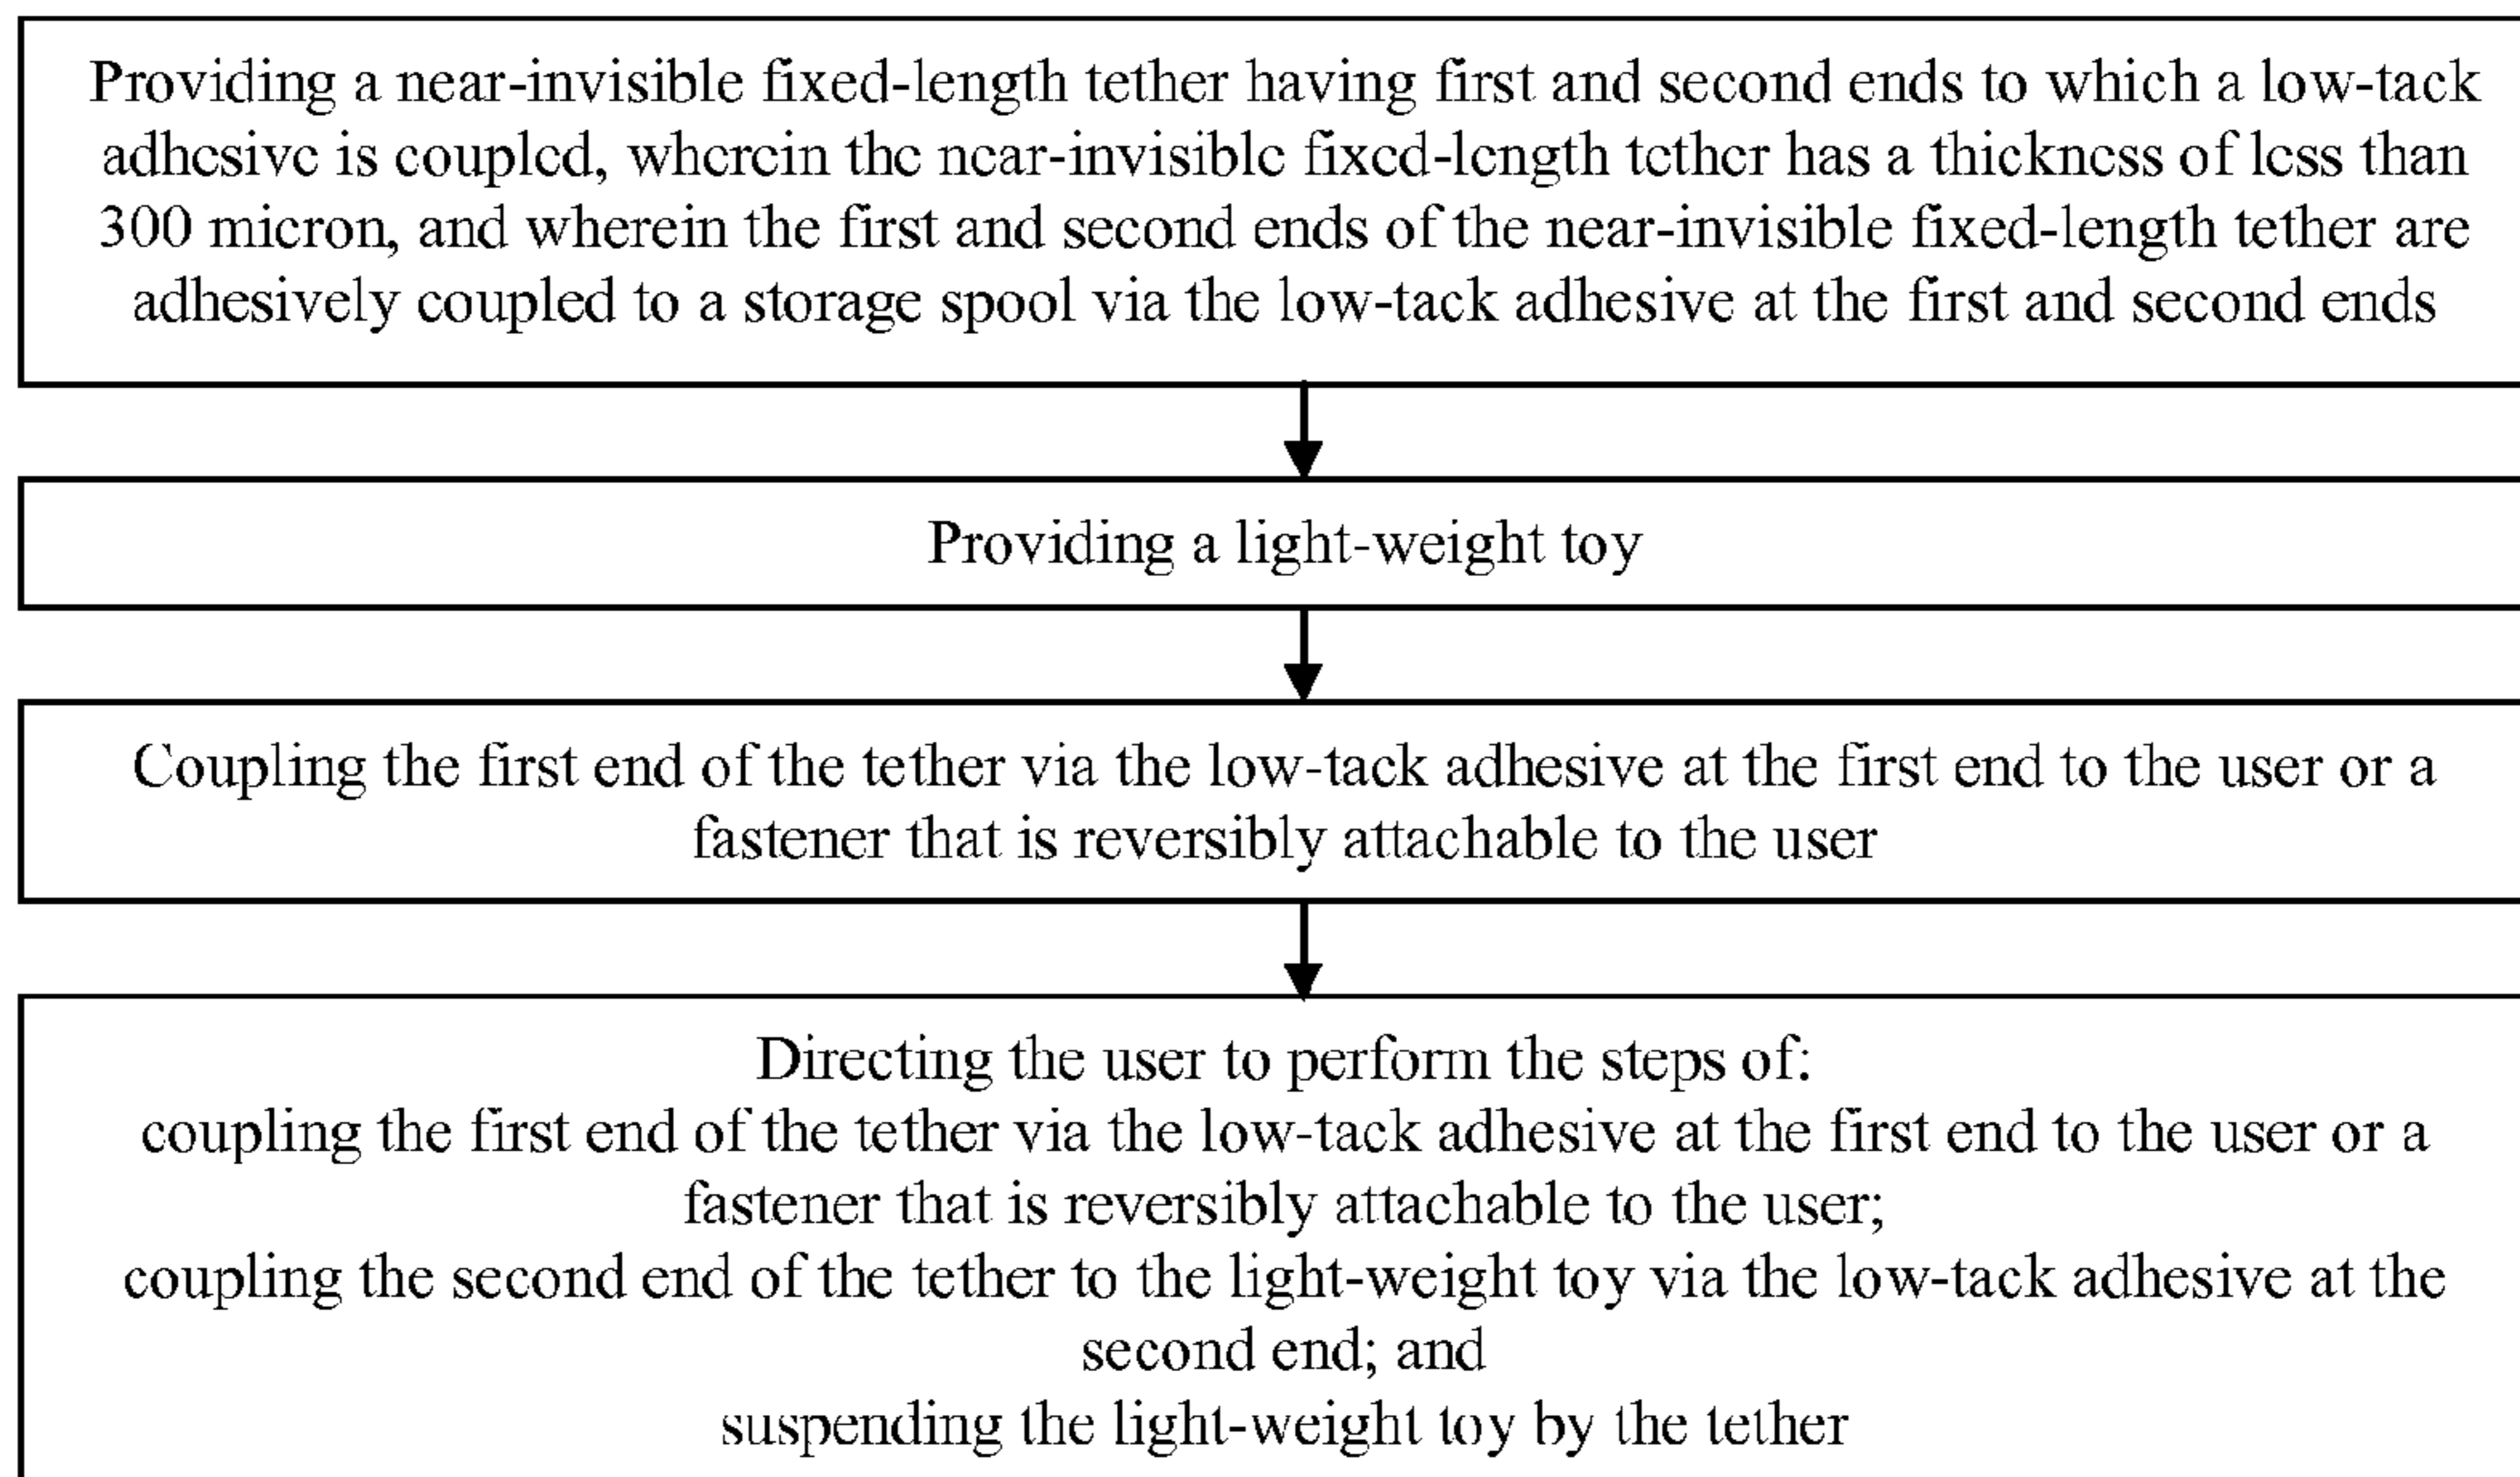 Providing a near-invisible fixed-length tether having first and second ends to which a low-tack
adhesive is coupled, wherein the near-invisible fixed-length tether has a thickness of less than
300 micron, and wherein the first and second ends of the near-invisible fixed-length tether are
adhesively coupled to a storage spool via the low-tack adhesive at the first and second ends
Providing a light-weight toy
Coupling the first end of the tether via the low-tack adhesive at the first end to the user or a
fastener that is reversibly attachable to the user
Directing the user to perform the steps of:
coupling the first end of the tether via the low-tack adhesive at the first end to the user or a
fastener that is reversibly attachable to the user;
coupling the second end of the tether to the light-weight toy via the low-tack adhesive at the
second end; and
suspending the light-weight toy by the tether